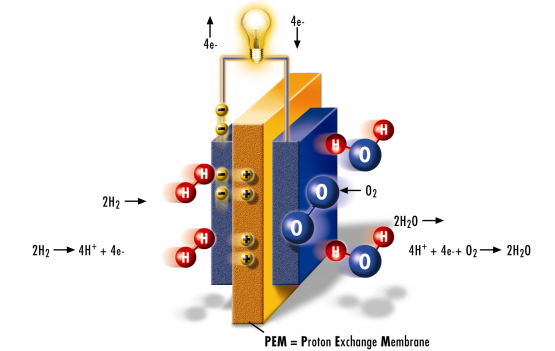 4e-
4e-
H
H
H
O
H
O
O
O₂
2H₂
2H₂O
H
H
2H₂ → 4H⁺ + 4e-
H
O
H
4H⁺ + 4e-+ O₂ → 2H₂O
PEM = Proton Exchange Membrane